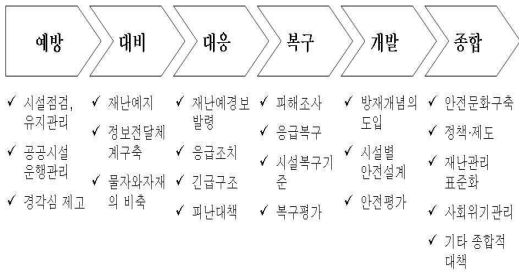 예방
대비
대응
복구
개발
종합
✓ 시설점검,
유지관리
✓ 공공시설
운행관리
✓ 경각심 제고
✓ 재난예지
✓ 정보전달체
계구축
✓ 물자와자재
의 비축
✓ 재난예경보
발령
✓ 응급조치
✓ 긴급구조
✓ 피난대책
✓ 피해조사
✓ 응급복구
✓ 시설복구기
준
✓ 복구평가
✓ 방재개념의
도입
✓ 시설별
안전설계
✓ 안전평가
✓ 안전문화구축
✓ 정책·제도
✓ 재난관리
표준화
✓ 사회위기관리
✓ 기타 종합적
대책